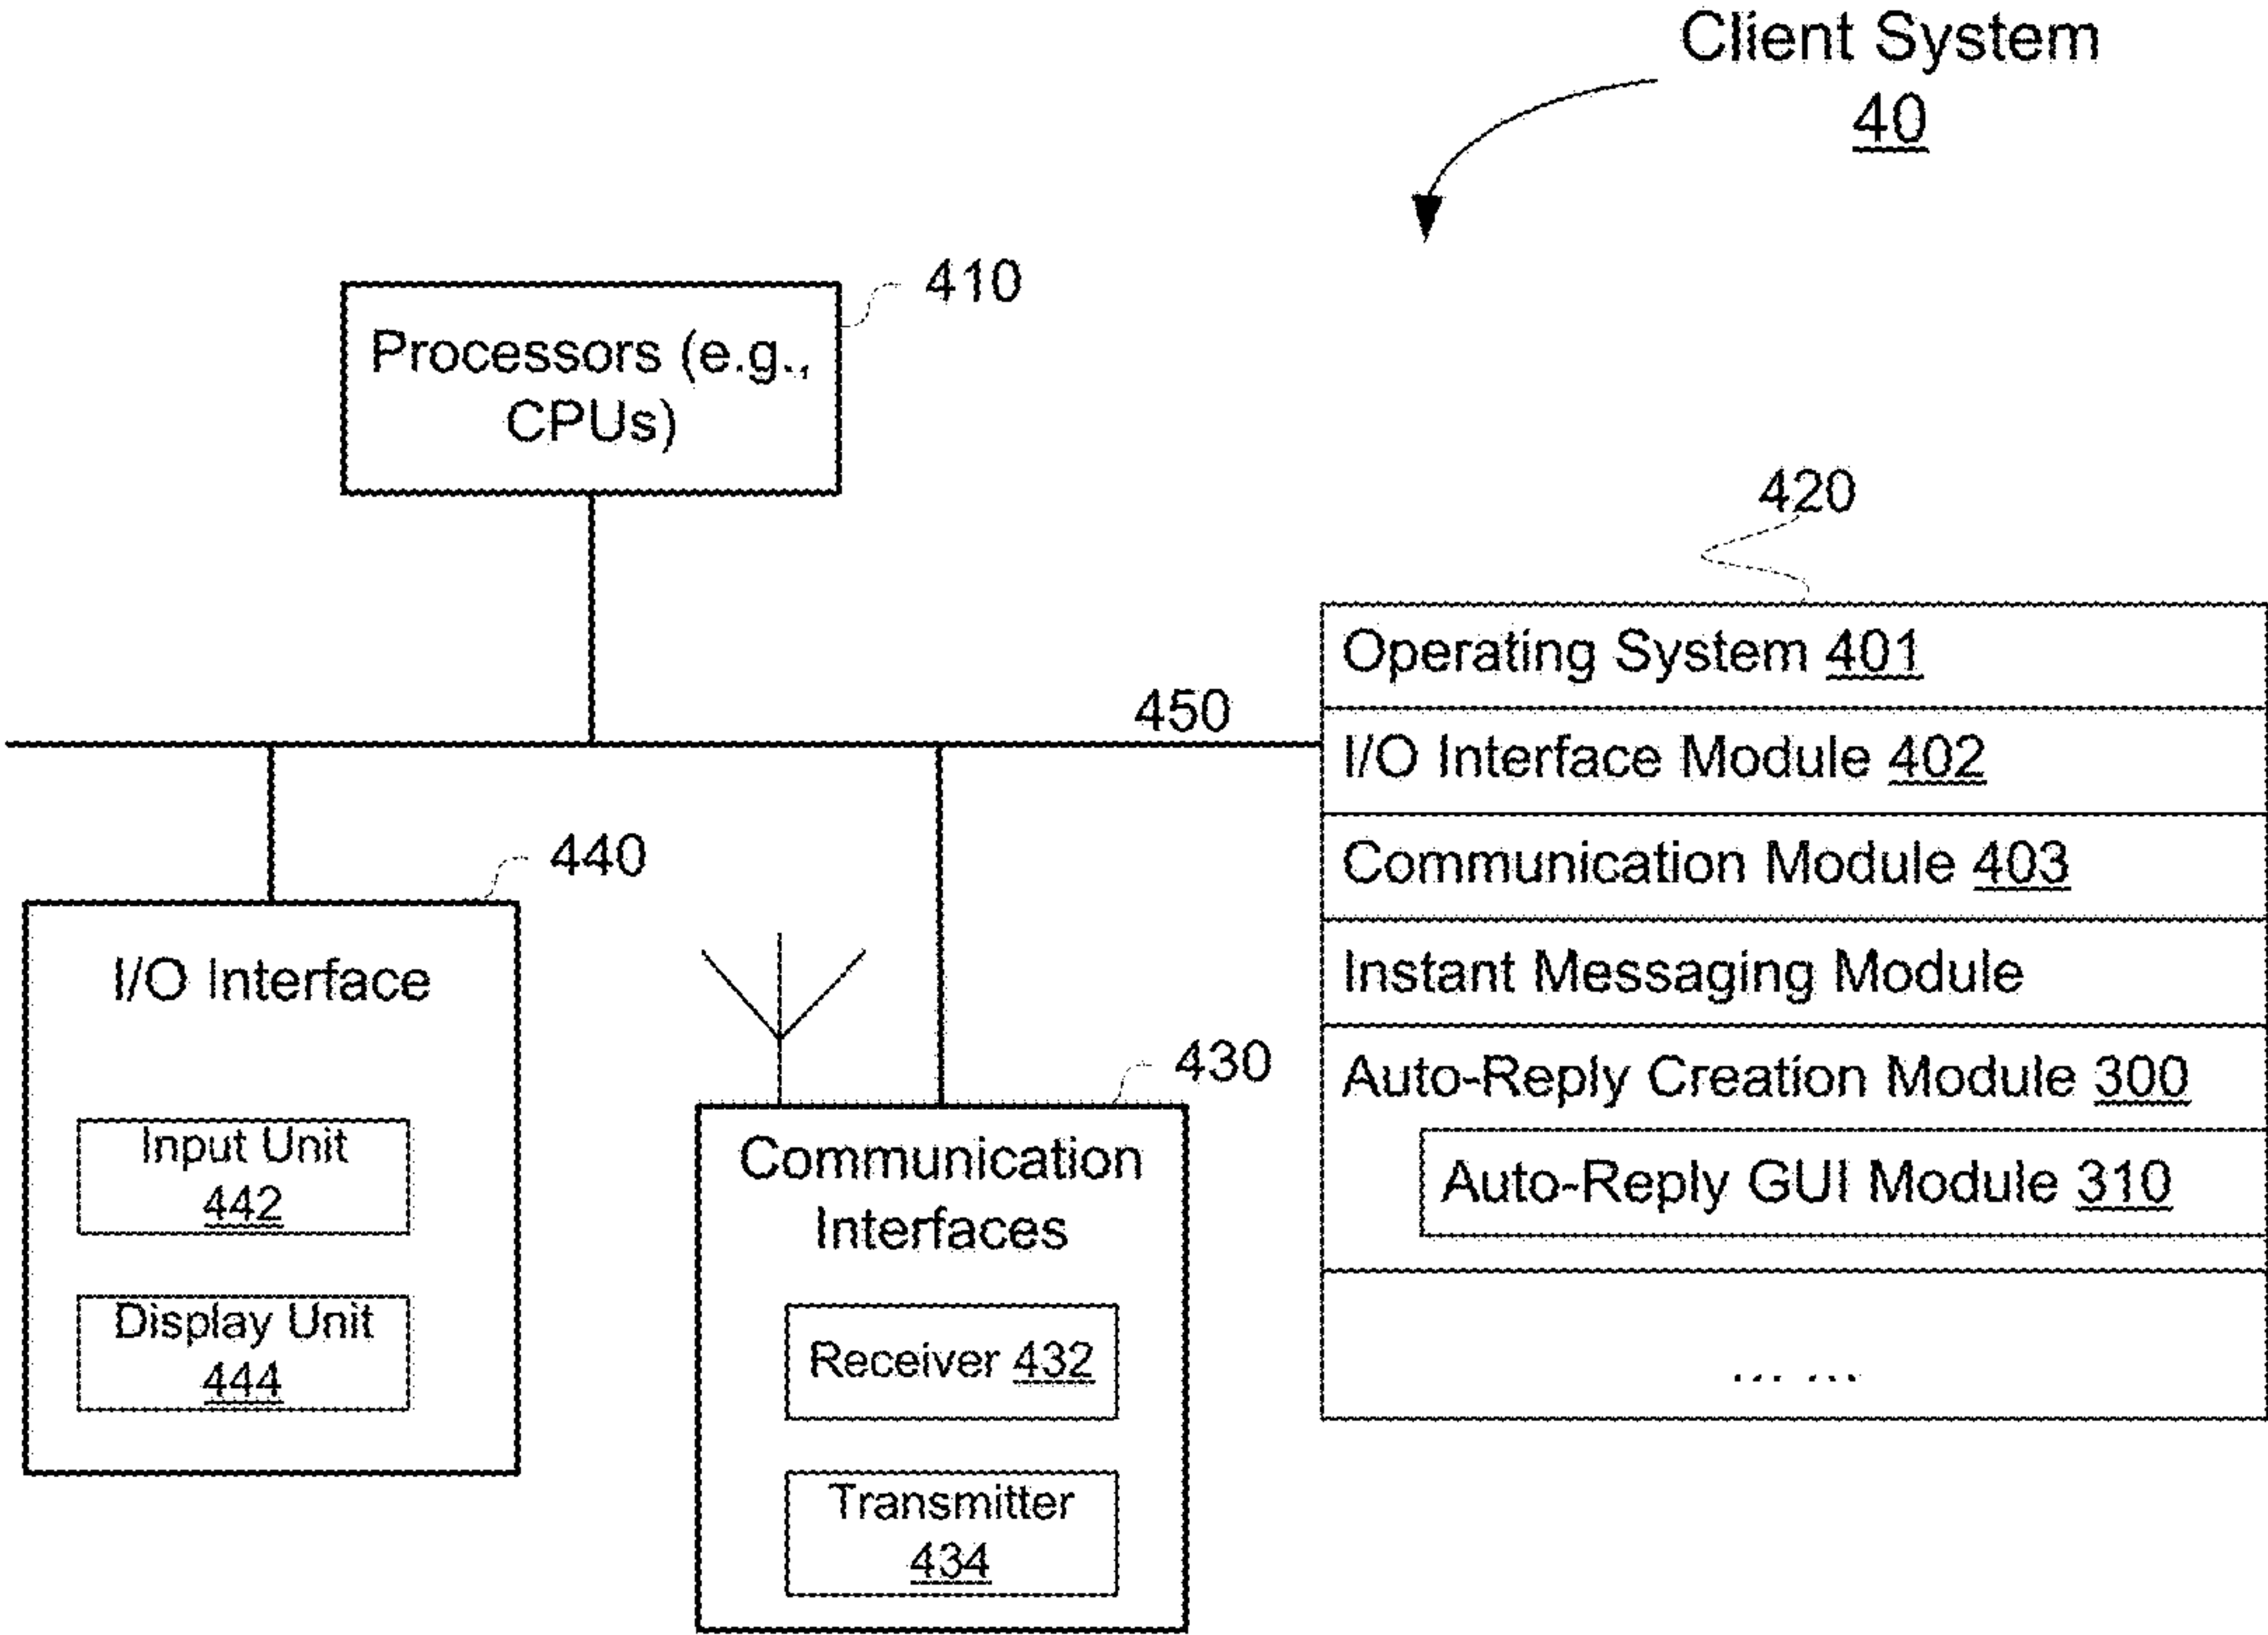 Client System
40
410
Processors (e.g.,
CPUs)
420
Operating System 401
450
I/O Interface Module 402
440
Communication Module 403
I/O Interface
Instant Messaging Module
430
Auto-Reply Creation Module 300
Input Unit
442
Communication
Interfaces
Auto-Reply GUI Module 310
Display Unit
444
Receiver 432
... ...
Transmitter
434